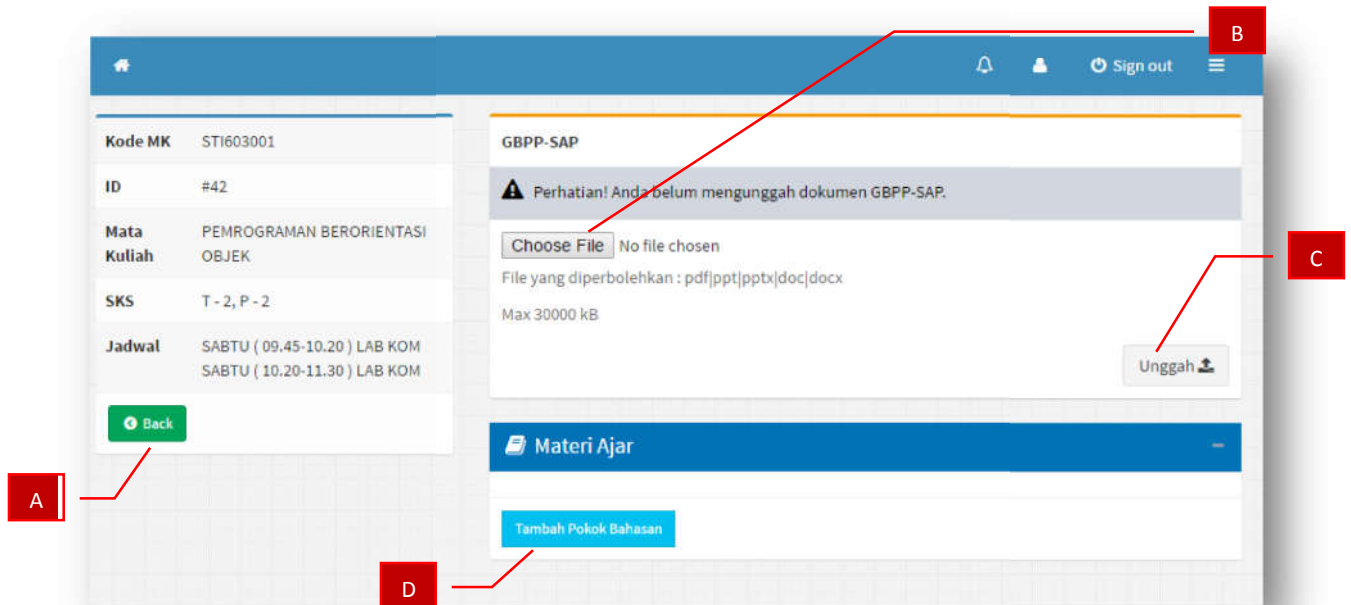 B
Sign out
Kode MK STI603001
ID #42
Mata Kuliah PEMROGRAMAN BERORIENTASI OBJEK
SKS T - 2, P - 2
Jadwal SABTU ( 09.45-10.20 ) LAB KOM
SABTU ( 10.20-11.30 ) LAB KOM
Back
A
GBPP-SAP
Perhatian! Anda belum mengunggah dokumen GBPP-SAP.
Choose File No file chosen
File yang diperbolehkan : pdf|ppt|pptx|doc|docx
Max 30000 kB
C
Unggah
Materi Ajar
Tambah Pokok Bahasan
D